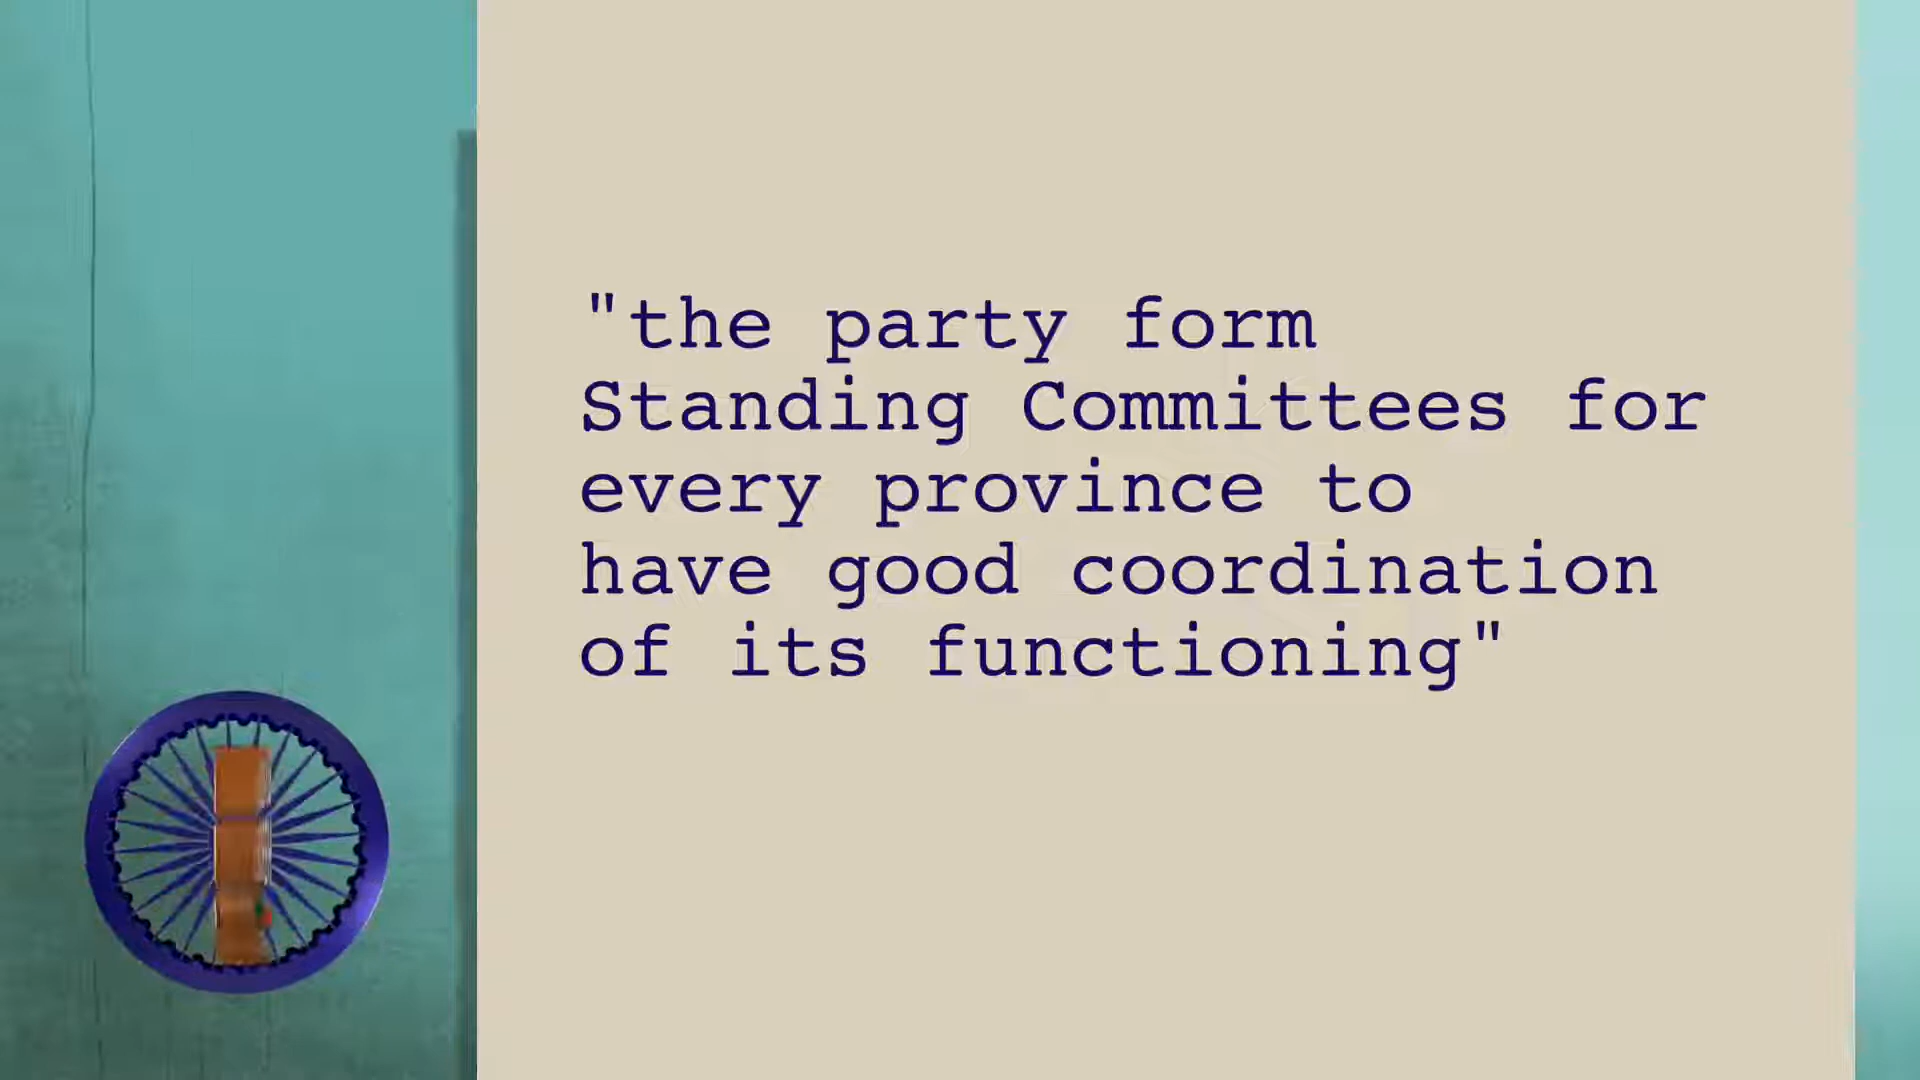 "the party form
Standing Committees for
every province to
have good coordination
of its functioning"